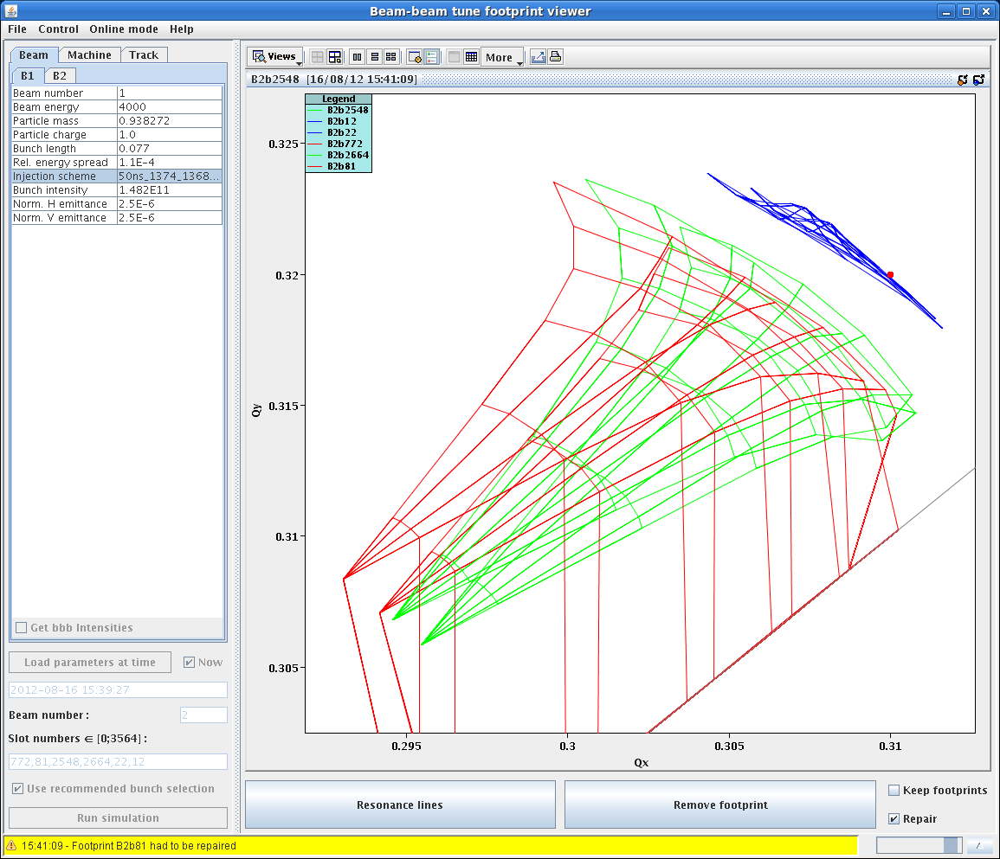 Beam-beam tune footprint viewer
File Control Online mode Help
Beam Machine Track
B1 B2
Beam number 1
Beam energy 4000
Particle mass 0.938272
Particle charge 1.0
Bunch length 0.077
Rel. energy spread 1.1E-4
Injection scheme 50ns_1374_1368...
Bunch intensity 1.482E11
Norm. H emittance 2.5E-6
Norm. V emittance 2.5E-6
Get bbb Intensities
Load parameters at time Now
2012-08-16 15:39:27
Beam number : 2
Slot numbers ∈ [0;3564] :
772,81,2548,2664,22,12
Use recommended bunch selection
Run simulation
Views More
B2b2548 [16/08/12 15:41:09]
Legend
B2b2548
B2b12
B2b22
B2b772
B2b2664
B2b81
0.325
0.32
0.315
0.31
0.305
Qy
0.295 0.3 0.305 0.31
Qx
Resonance lines Remove footprint
Keep footprints
Repair
15:41:09 - Footprint B2b81 had to be repaired